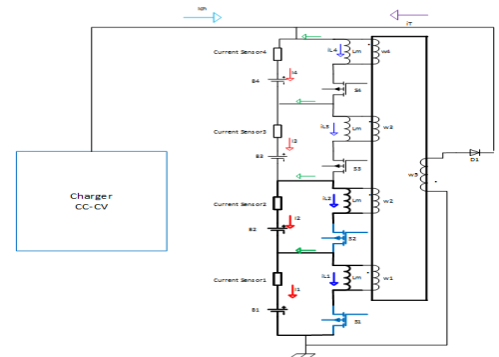 ich
iT
Current Sensor4
iL4
Lm
w4
i4
B4
S4
Current Sensor3
iL3
Lm
w3
i3
B3
S3
D1
w5
Charger
CC-CV
Current Sensor2
iL2
Lm
w2
i2
B2
S2
Current Sensor1
iL1
Lm
w1
i1
B1
S1